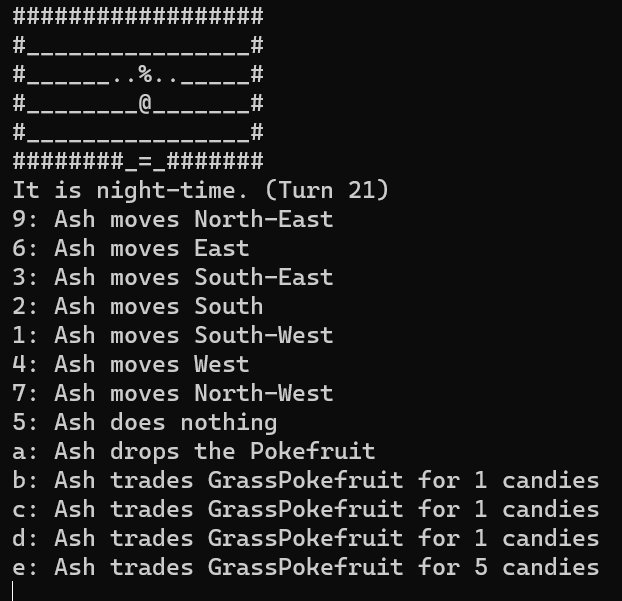 ##################
#________________#
#______..%.._____#
#________@_______#
#________________#
########_=_#######
It is night-time. (Turn 21)
9: Ash moves North-East
6: Ash moves East
3: Ash moves South-East
2: Ash moves South
1: Ash moves South-West
4: Ash moves West
7: Ash moves North-West
5: Ash does nothing
a: Ash drops the Pokefruit
b: Ash trades GrassPokefruit for 1 candies
c: Ash trades GrassPokefruit for 1 candies
d: Ash trades GrassPokefruit for 1 candies
e: Ash trades GrassPokefruit for 5 candies